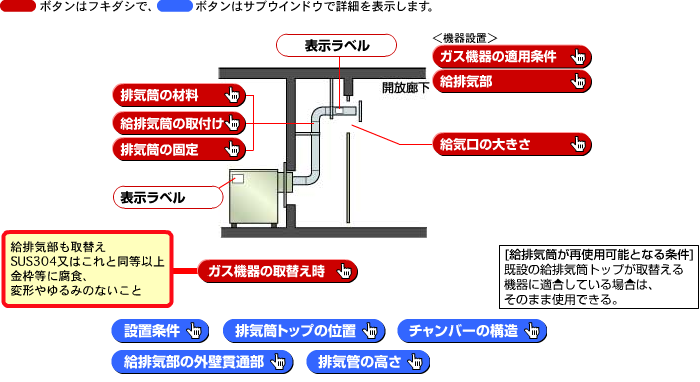 ボタンはフキダシで、 ボタンはサブウインドウで詳細を表示します。
表示ラベル
＜機器設置＞
ガス機器の適用条件
給排気部
開放廊下
排気筒の材料
給排気筒の取付け
排気筒の固定
給気口の大きさ
表示ラベル
給排気部も取替え
SUS304又はこれと同等以上
金枠等に腐食、
変形やゆるみのないこと
ガス機器の取替え時
[給排気筒が再使用可能となる条件]
既設の給排気筒トップが取替える
機器に適合している場合は、
そのまま使用できる。
設置条件
排気筒トップの位置
チャンバーの構造
給排気部の外壁貫通部
排気管の高さ